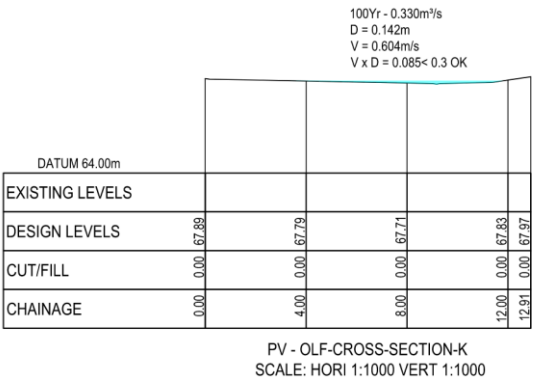 100Yr - 0.330m³/s
D = 0.142m
V = 0.604m/s
V x D = 0.085< 0.3 OK
DATUM 64.00m
EXISTING LEVELS
DESIGN LEVELS 67.89 67.79 67.71 67.83 67.97
CUT/FILL 0.00 0.00 0.00 0.00 0.00
CHAINAGE 0.00 4.00 8.00 12.00 12.91
PV - OLF-CROSS-SECTION-K
SCALE: HORI 1:1000 VERT 1:1000